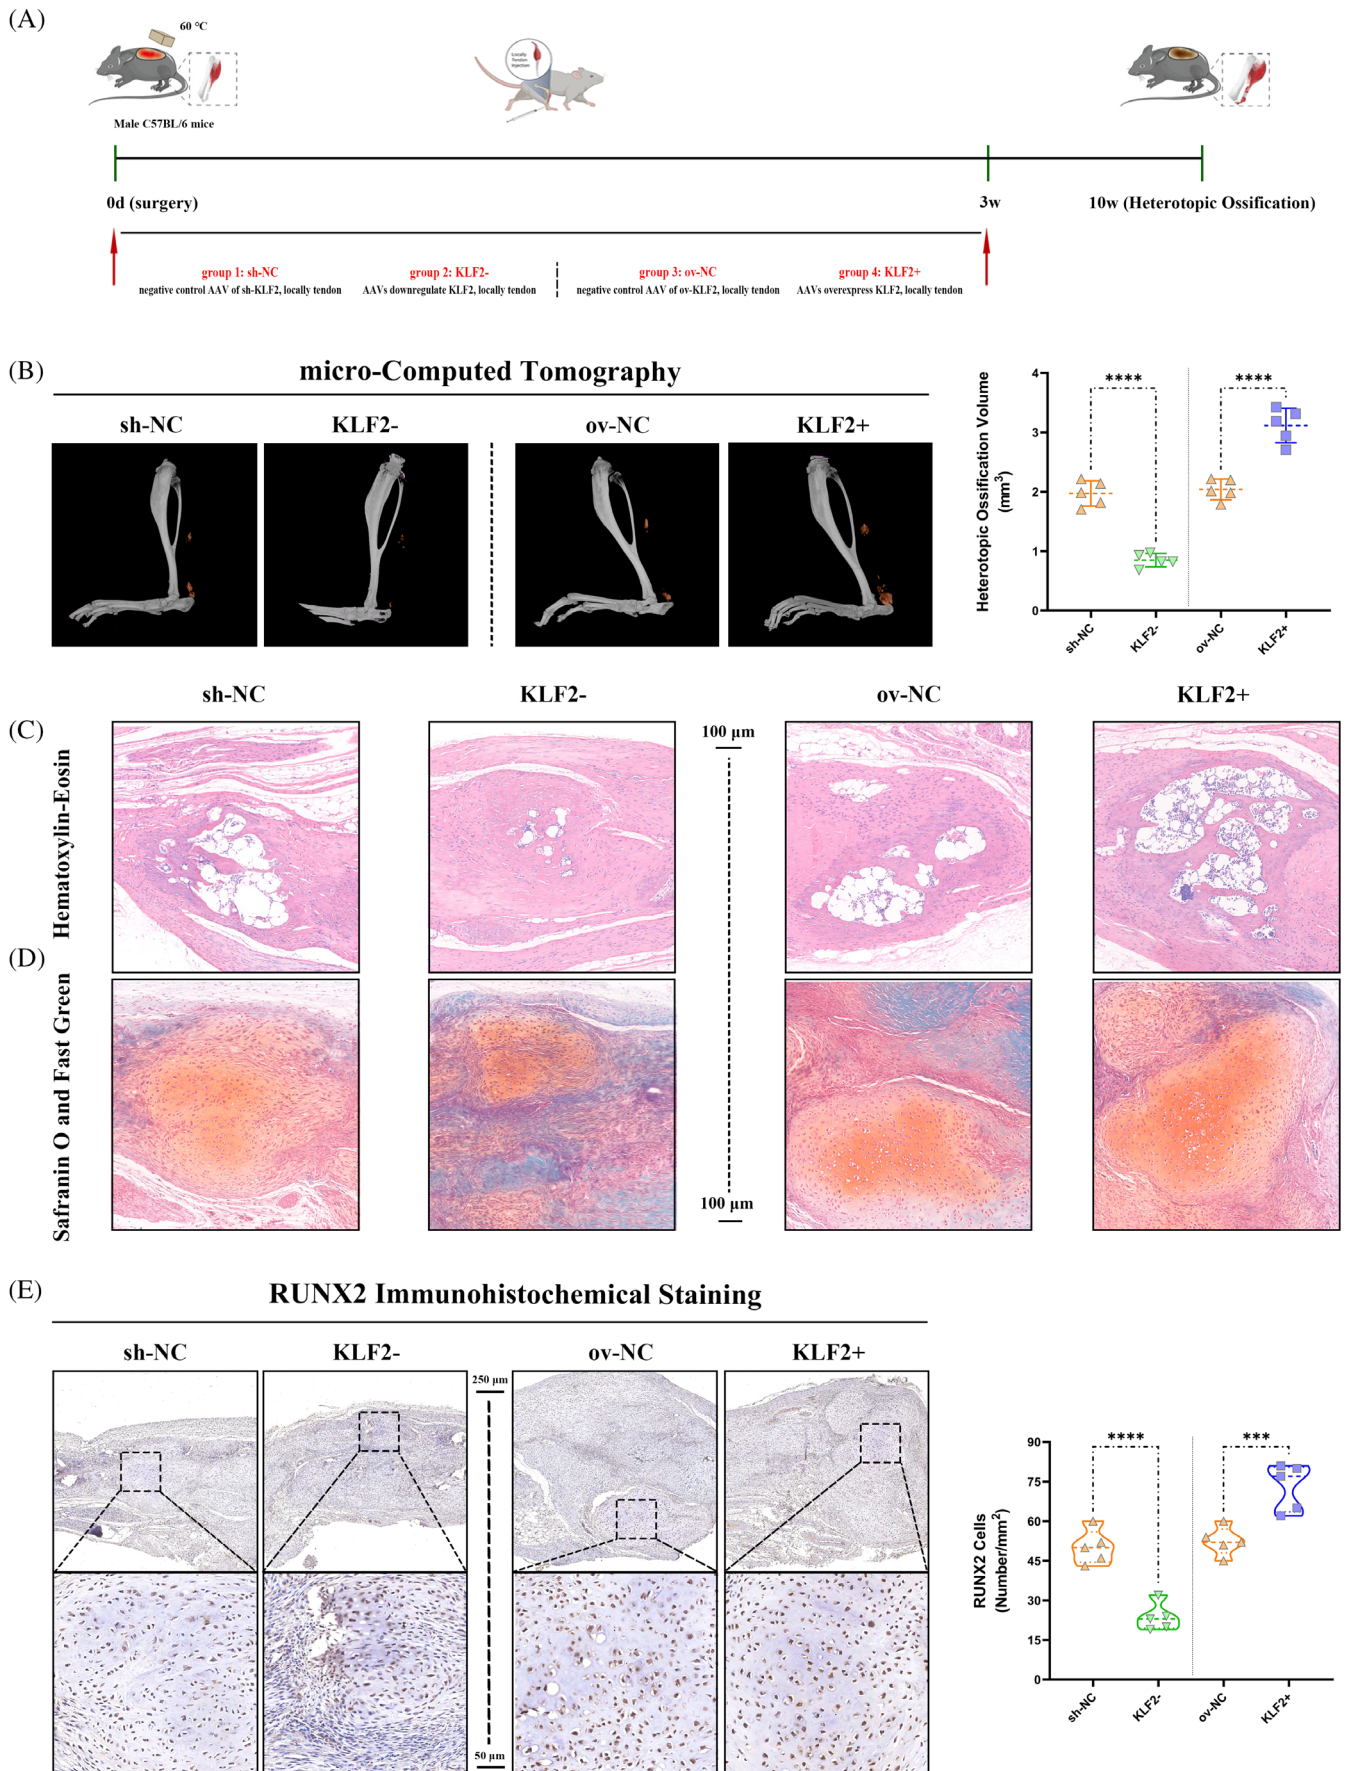 (A)
60 °C
Locally
Tendon
Injection
Male C57BL/6 mice
0d (surgery)
3w
10w (Heterotopic Ossification)
group 1: sh-NC
group 2: KLF2-
group 3: ov-NC
group 4: KLF2+
negative control AAV of sh-KLF2, locally tendon
AAVs downregulate KLF2, locally tendon
negative control AAV of ov-KLF2, locally tendon
AAVs overexpress KLF2, locally tendon
(B)
micro-Computed Tomography
sh-NC
KLF2-
ov-NC
KLF2+
Heterotopic Ossification Volume
(mm³)
4
3
2
1
0
****
****
sh-NC
KLF2-
ov-NC
KLF2+
sh-NC
KLF2-
ov-NC
KLF2+
(C)
Hematoxylin-Eosin
100 μm
(D)
Safranin O and Fast Green
100 μm
(E)
RUNX2 Immunohistochemical Staining
sh-NC
KLF2-
ov-NC
KLF2+
250 μm
50 μm
RUNX2 Cells
(Number/mm²)
90
75
60
45
30
15
0
****
***
sh-NC
KLF2-
ov-NC
KLF2+